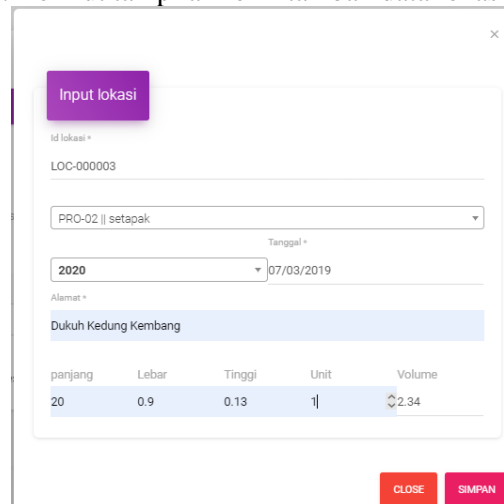 ×
Input lokasi
Id lokasi *
LOC-000003
PRO-02 || setapak
Tanggal *
2020 07/03/2019
Alamat *
Dukuh Kedung Kembang
panjang Lebar Tinggi Unit Volume
20 0.9 0.13 1 2.34
CLOSE SIMPAN